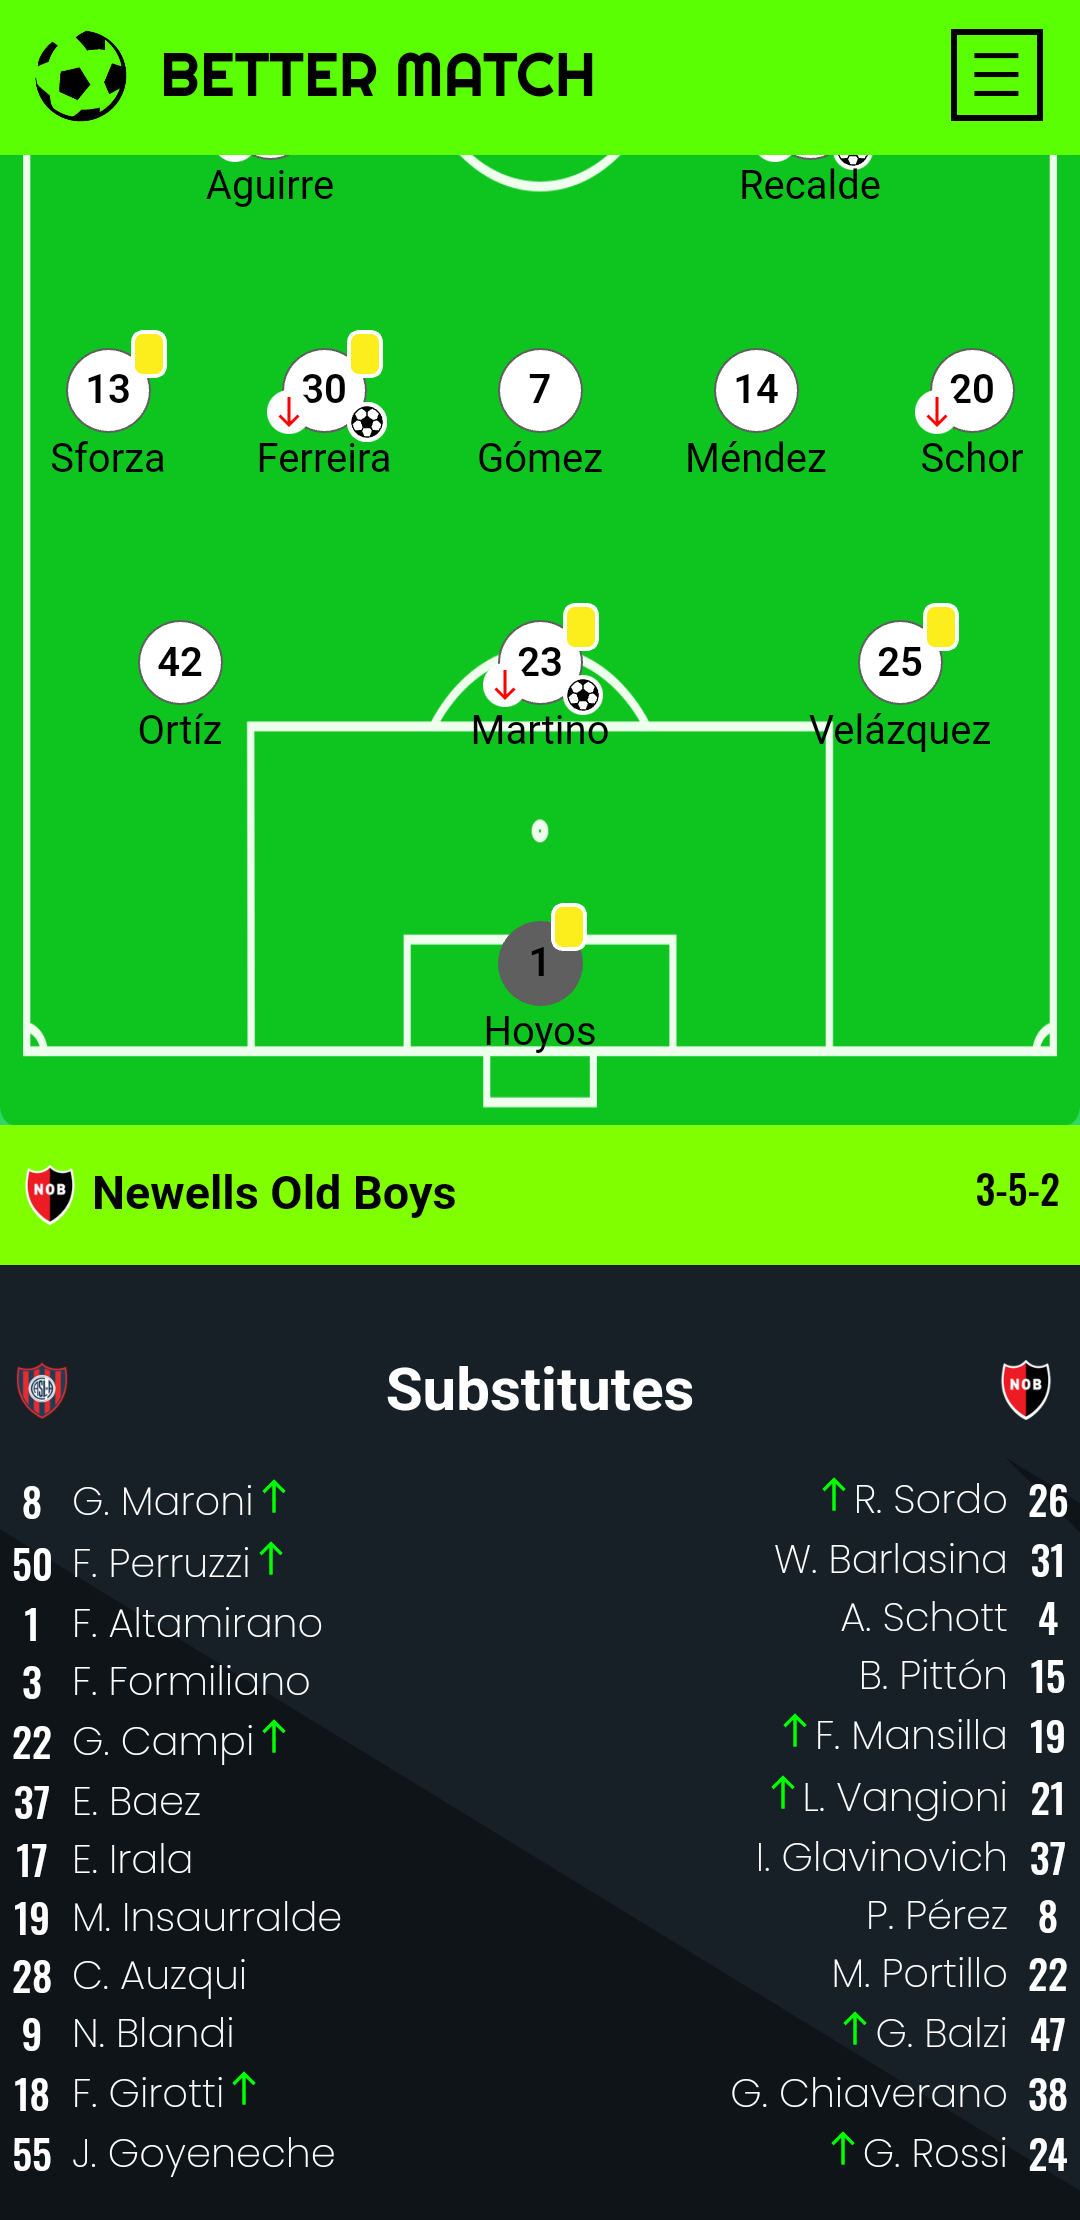 BETTER MATCH
Aguirre Recalde
13 30 7 14 20
Sforza Ferreira Gómez Méndez Schor
42 23 25
Ortíz Martino Velázquez
1
Hoyos
NOB Newells Old Boys 3-5-2
Substitutes NOB
8 G. Maroni R. Sordo 26
50 F. Perruzzi W. Barlasina 31
1 F. Altamirano A. Schott 4
3 F. Formiliano B. Pittón 15
22 G. Campi F. Mansilla 19
37 E. Baez L. Vangioni 21
17 E. Irala I. Glavinovich 37
19 M. Insaurralde P. Pérez 8
28 C. Auzqui M. Portillo 22
9 N. Blandi G. Balzi 47
18 F. Girotti G. Chiaverano 38
55 J. Goyeneche G. Rossi 24